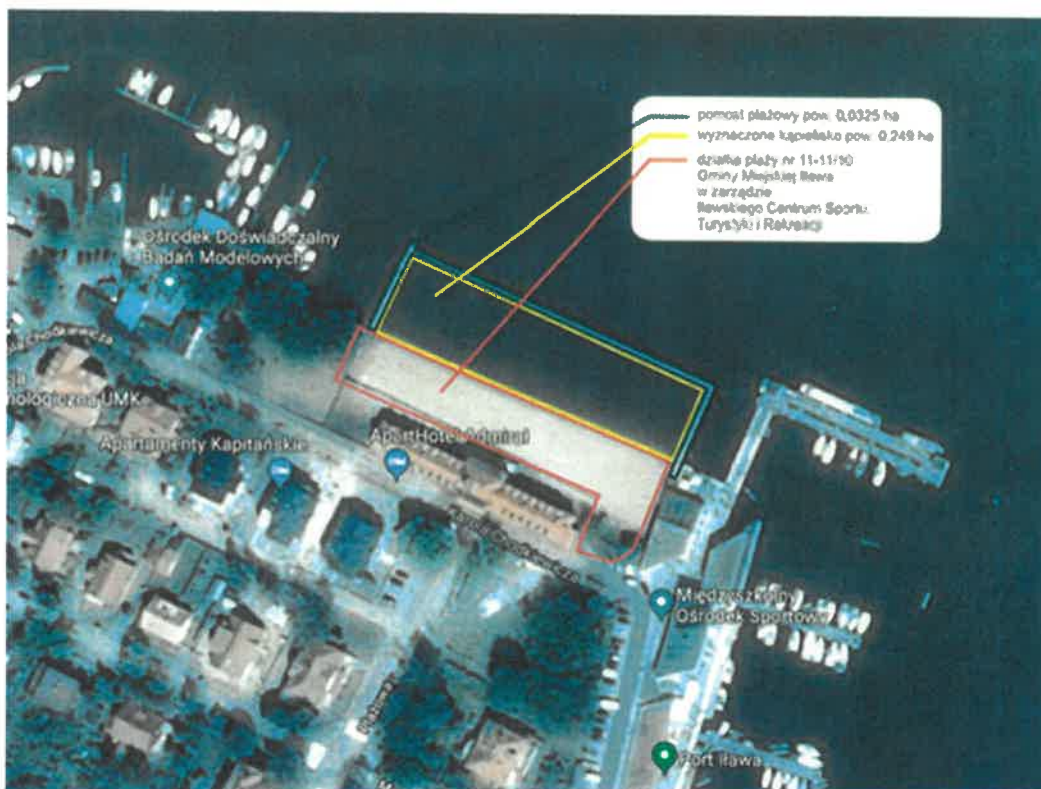 pomost plażowy pow. 0,0325 ha
wyznaczone kąpielisko pow. 0,249 ha
działka plaży nr 11-11/10
Gminy Miejskiej Iława
w zarządzie
Iławskiego Centrum Sportu,
Turystyki i Rekreacji
Ośrodek Doświadczalny
Badań Modelowych
UMK
Apartamenty Kapitańskie
ApartHotel Admirał
Międzyszkolny
Ośrodek Sportowy
Port Iława